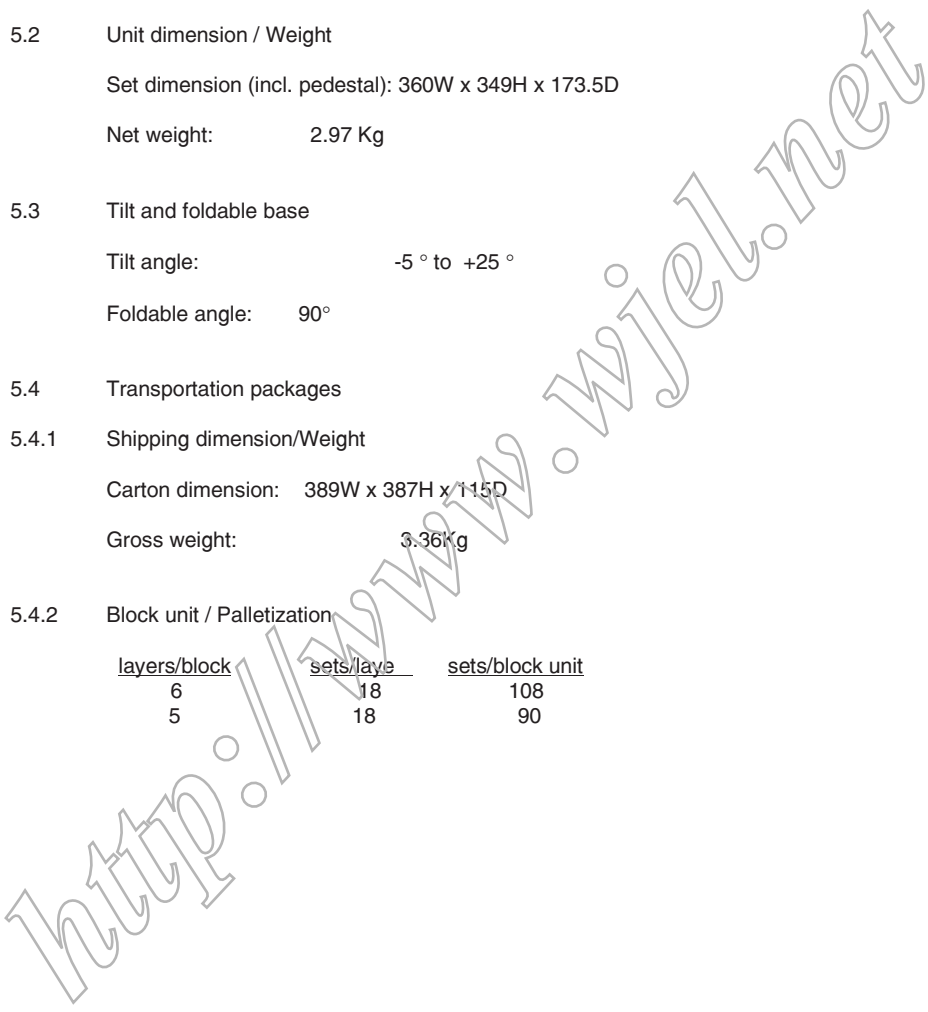 5.2 Unit dimension / Weight
Set dimension (incl. pedestal): 360W x 349H x 173.5D
Net weight: 2.97 Kg
5.3 Tilt and foldable base
Tilt angle: -5 ° to +25 °
Foldable angle: 90°
5.4 Transportation packages
5.4.1 Shipping dimension/Weight
Carton dimension: 389W x 387H x 115D
Gross weight: 3.36Kg
5.4.2 Block unit / Palletization
layers/block sets/laye sets/block unit
6 18 108
5 18 90
http://www.wjel.net